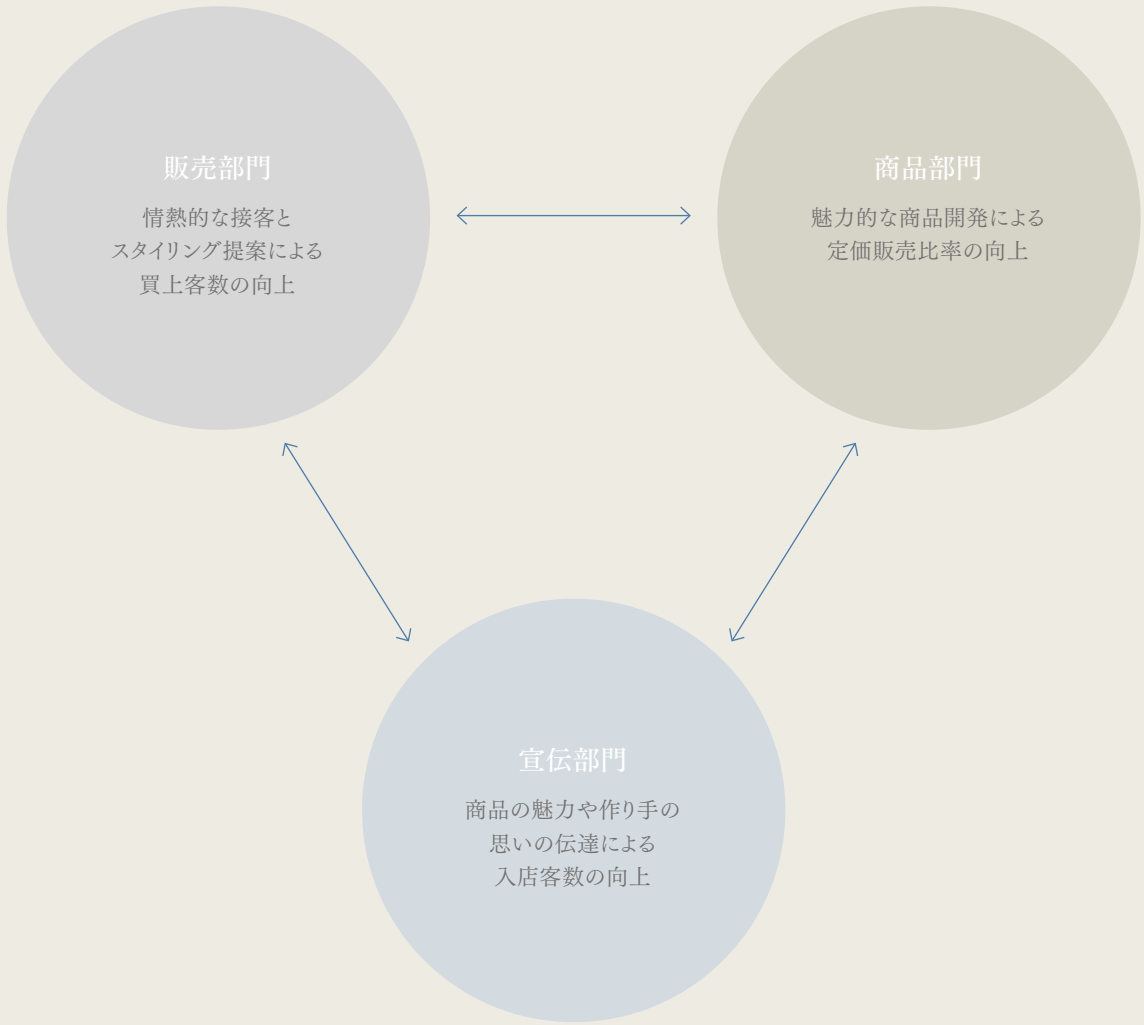 販売部門
情熱的な接客と
スタイリング提案による
買上客数の向上
商品部門
魅力的な商品開発による
定価販売比率の向上
宣伝部門
商品の魅力や作り手の
思いの伝達による
入店客数の向上